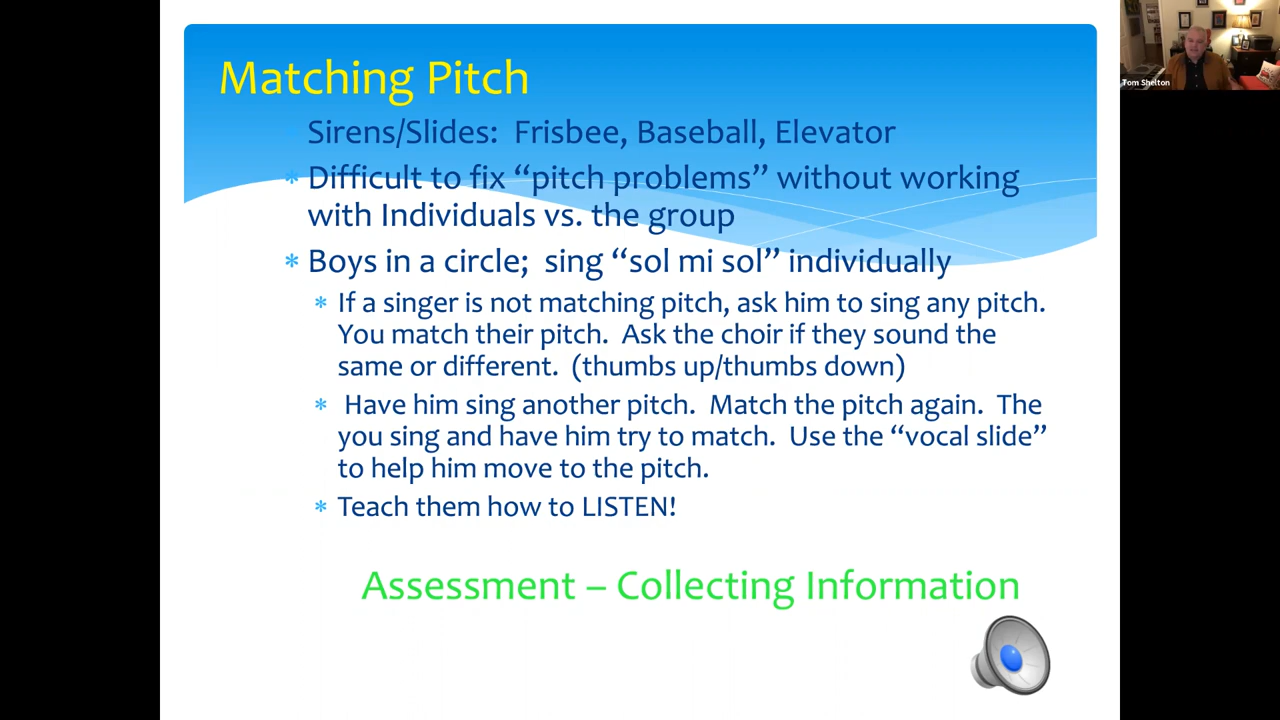 Matching Pitch
Sirens/Slides: Frisbee, Baseball, Elevator
* Difficult to fix “pitch problems” without working
with Individuals vs. the group
* Boys in a circle; sing “sol mi sol” individually
* If a singer is not matching pitch, ask him to sing any pitch.
You match their pitch. Ask the choir if they sound the
same or different. (thumbs up/thumbs down)
* Have him sing another pitch. Match the pitch again. The
you sing and have him try to match. Use the “vocal slide”
to help him move to the pitch.
* Teach them how to LISTEN!
Assessment – Collecting Information
Tom Shelton